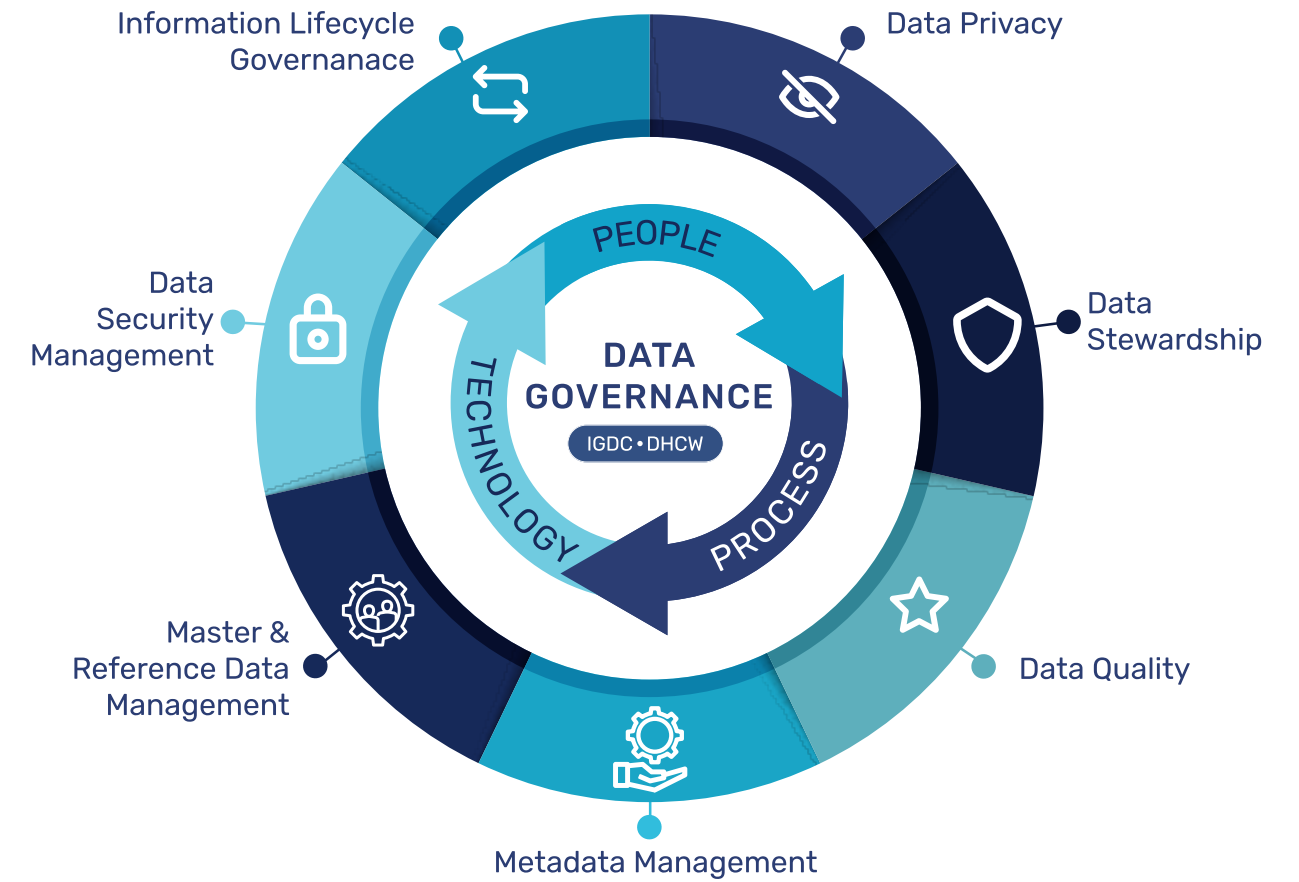 Information Lifecycle
Governanace
Data Privacy
Data
Stewardship
Data Quality
Metadata Management
Master &
Reference Data
Management
Data
Security
Management
PEOPLE
PROCESS
TECHNOLOGY
DATA
GOVERNANCE
IGDC • DHCW